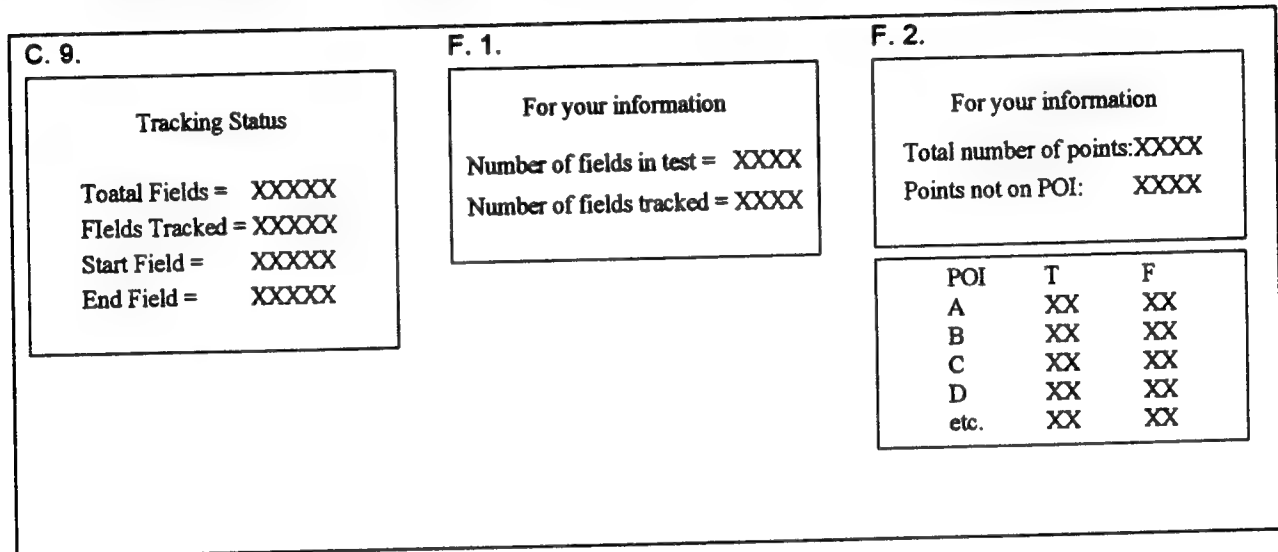 C. 9.
Tracking Status
Toatal Fields = XXXXX
FIelds Tracked = XXXXX
Start Field = XXXXX
End Field = XXXXX
F. 1.
For your information
Number of fields in test = XXXX
Number of fields tracked = XXXX
F. 2.
For your information
Total number of points:XXXX
Points not on POI: XXXX
POI T F
A XX XX
B XX XX
C XX XX
D XX XX
etc. XX XX